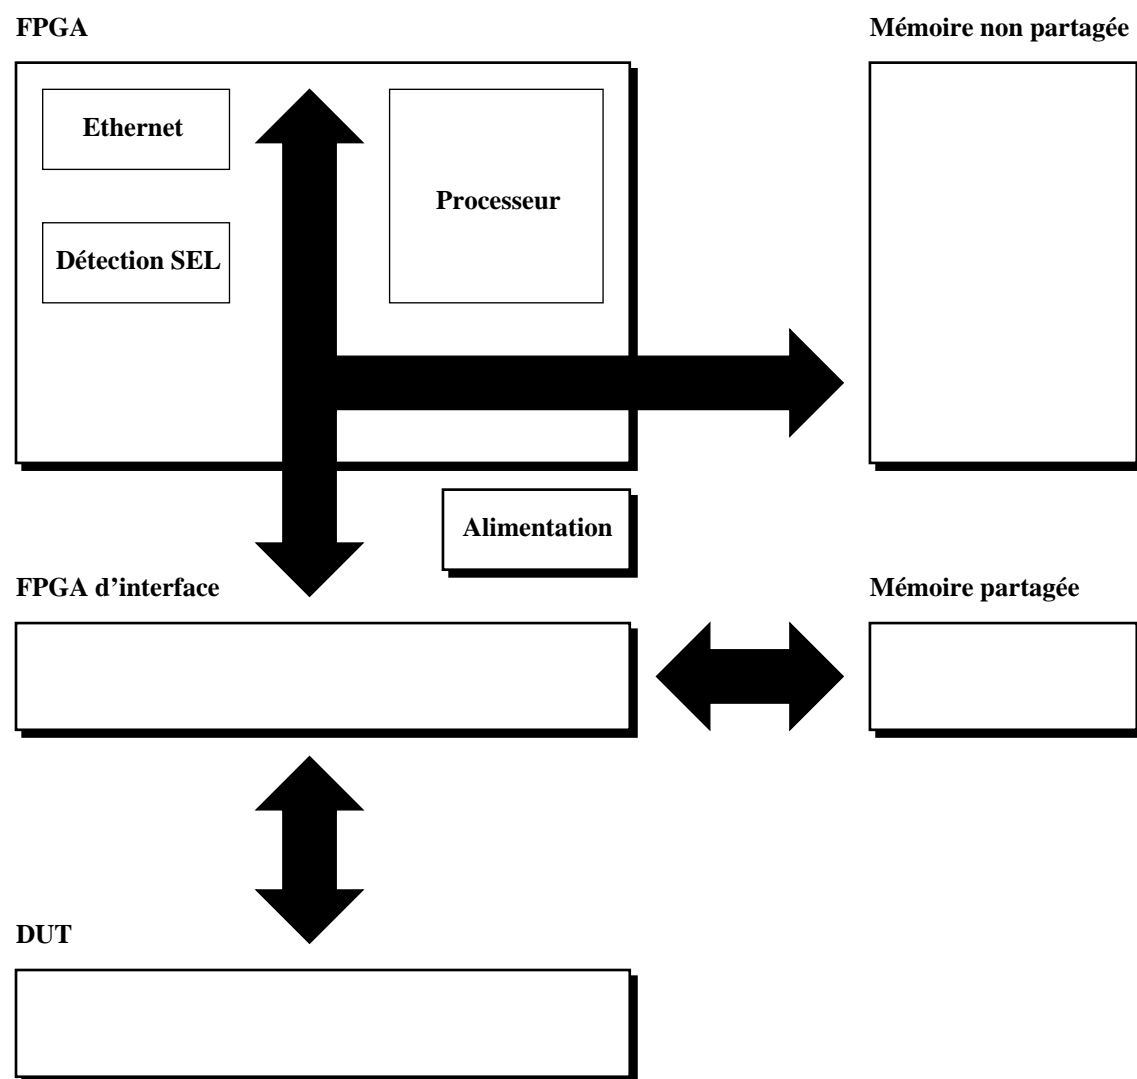 FPGA
Mémoire non partagée
Ethernet
Processeur
Détection SEL
Alimentation
FPGA d’interface
Mémoire partagée
DUT